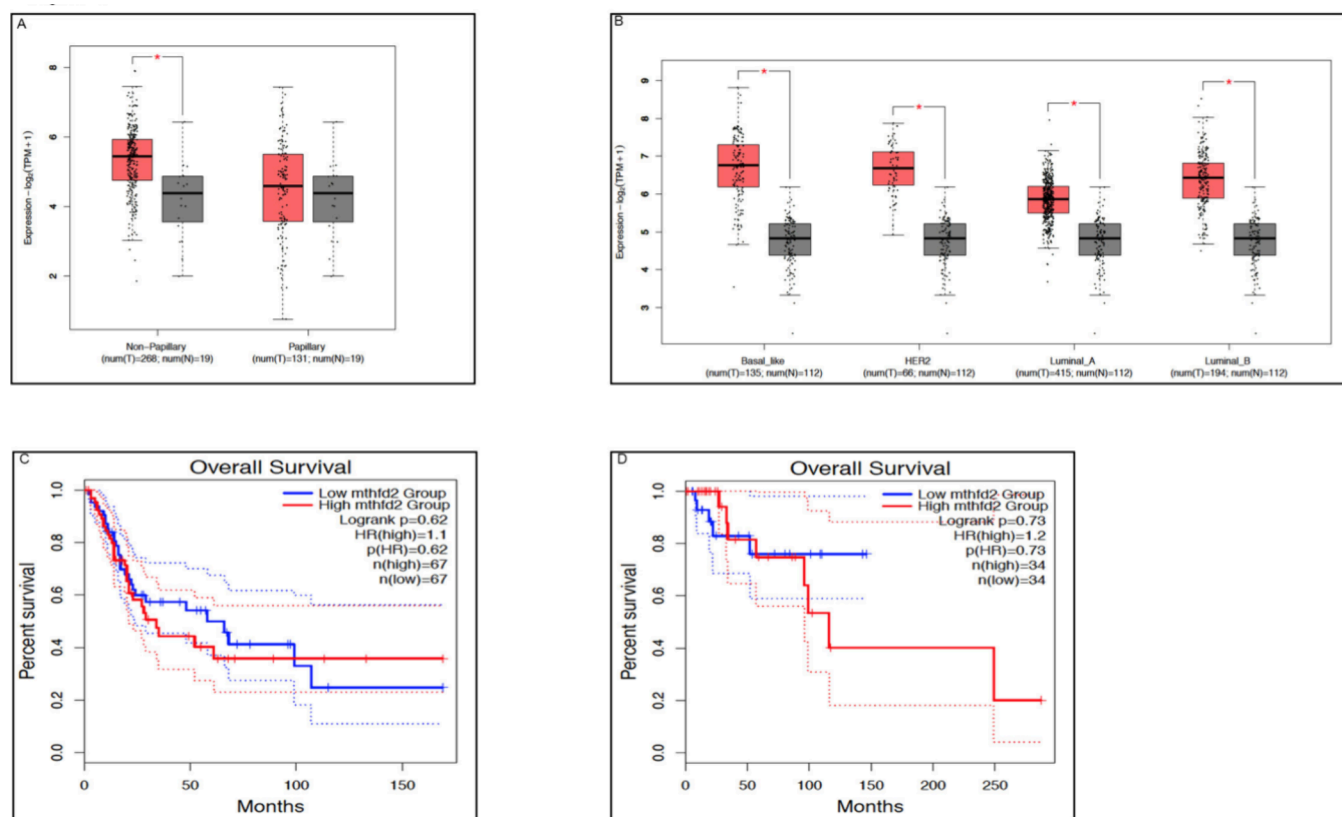 A
*
Expression − log₂(TPM+1)
8
6
4
2
Non−Papillary
(num(T)=268; num(N)=19)
Papillary
(num(T)=131; num(N)=19)
B
*
*
*
*
Expression − log₂(TPM+1)
9
8
7
6
5
4
3
Basal_like
(num(T)=135; num(N)=112)
HER2
(num(T)=66; num(N)=112)
Luminal_A
(num(T)=415; num(N)=112)
Luminal_B
(num(T)=194; num(N)=112)
C
Overall Survival
Low mthfd2 Group
High mthfd2 Group
Logrank p=0.62
HR(high)=1.1
p(HR)=0.62
n(high)=67
n(low)=67
Percent survival
1.0
0.8
0.6
0.4
0.2
0.0
0 50 100 150
Months
D
Overall Survival
Low mthfd2 Group
High mthfd2 Group
Logrank p=0.73
HR(high)=1.2
p(HR)=0.73
n(high)=34
n(low)=34
Percent survival
1.0
0.8
0.6
0.4
0.2
0.0
0 50 100 150 200 250
Months